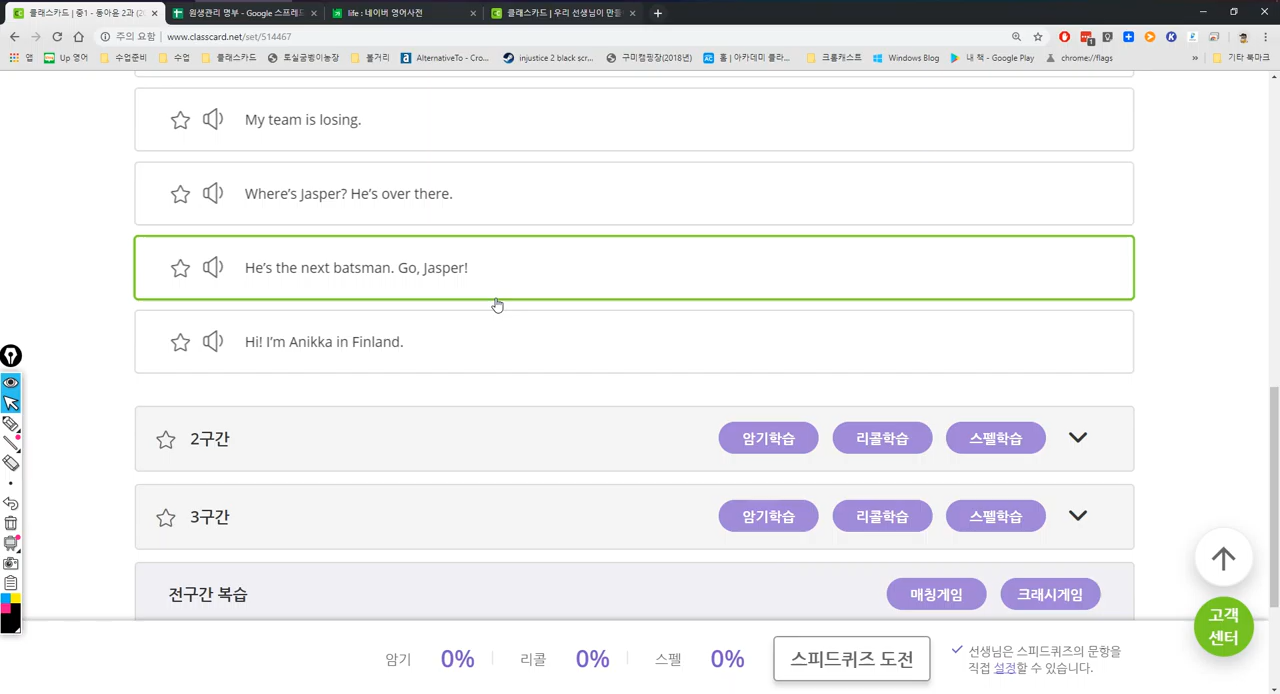 클래스카드 | 중1 - 동아윤 2과 (2
원생관리 명부 - Google 스프레드
life : 네이버 영어사전
클래스카드 | 우리 선생님이 만들
주의 요함
www.classcard.net/set/514467
앱
Up 영어
수업준비
수업
클래스카드
토실굼벵이농장
볼거리
AlternativeTo - Cro...
injustice 2 black scr...
구미캠핑장(2018년)
홈 | 아카데미 클라...
크롬캐스트
Windows Blog
내 책 - Google Play
chrome://flags
»
기타 북마크
My team is losing.
Where's Jasper? He's over there.
He's the next batsman. Go, Jasper!
Hi! I'm Anikka in Finland.
2구간 암기학습 리콜학습 스펠학습
3구간 암기학습 리콜학습 스펠학습
전구간 복습 매칭게임 크래시게임
고객
센터
암기 0% 리콜 0% 스펠 0% 스피드퀴즈 도전
선생님은 스피드퀴즈의 문항을
직접 설정할 수 있습니다.